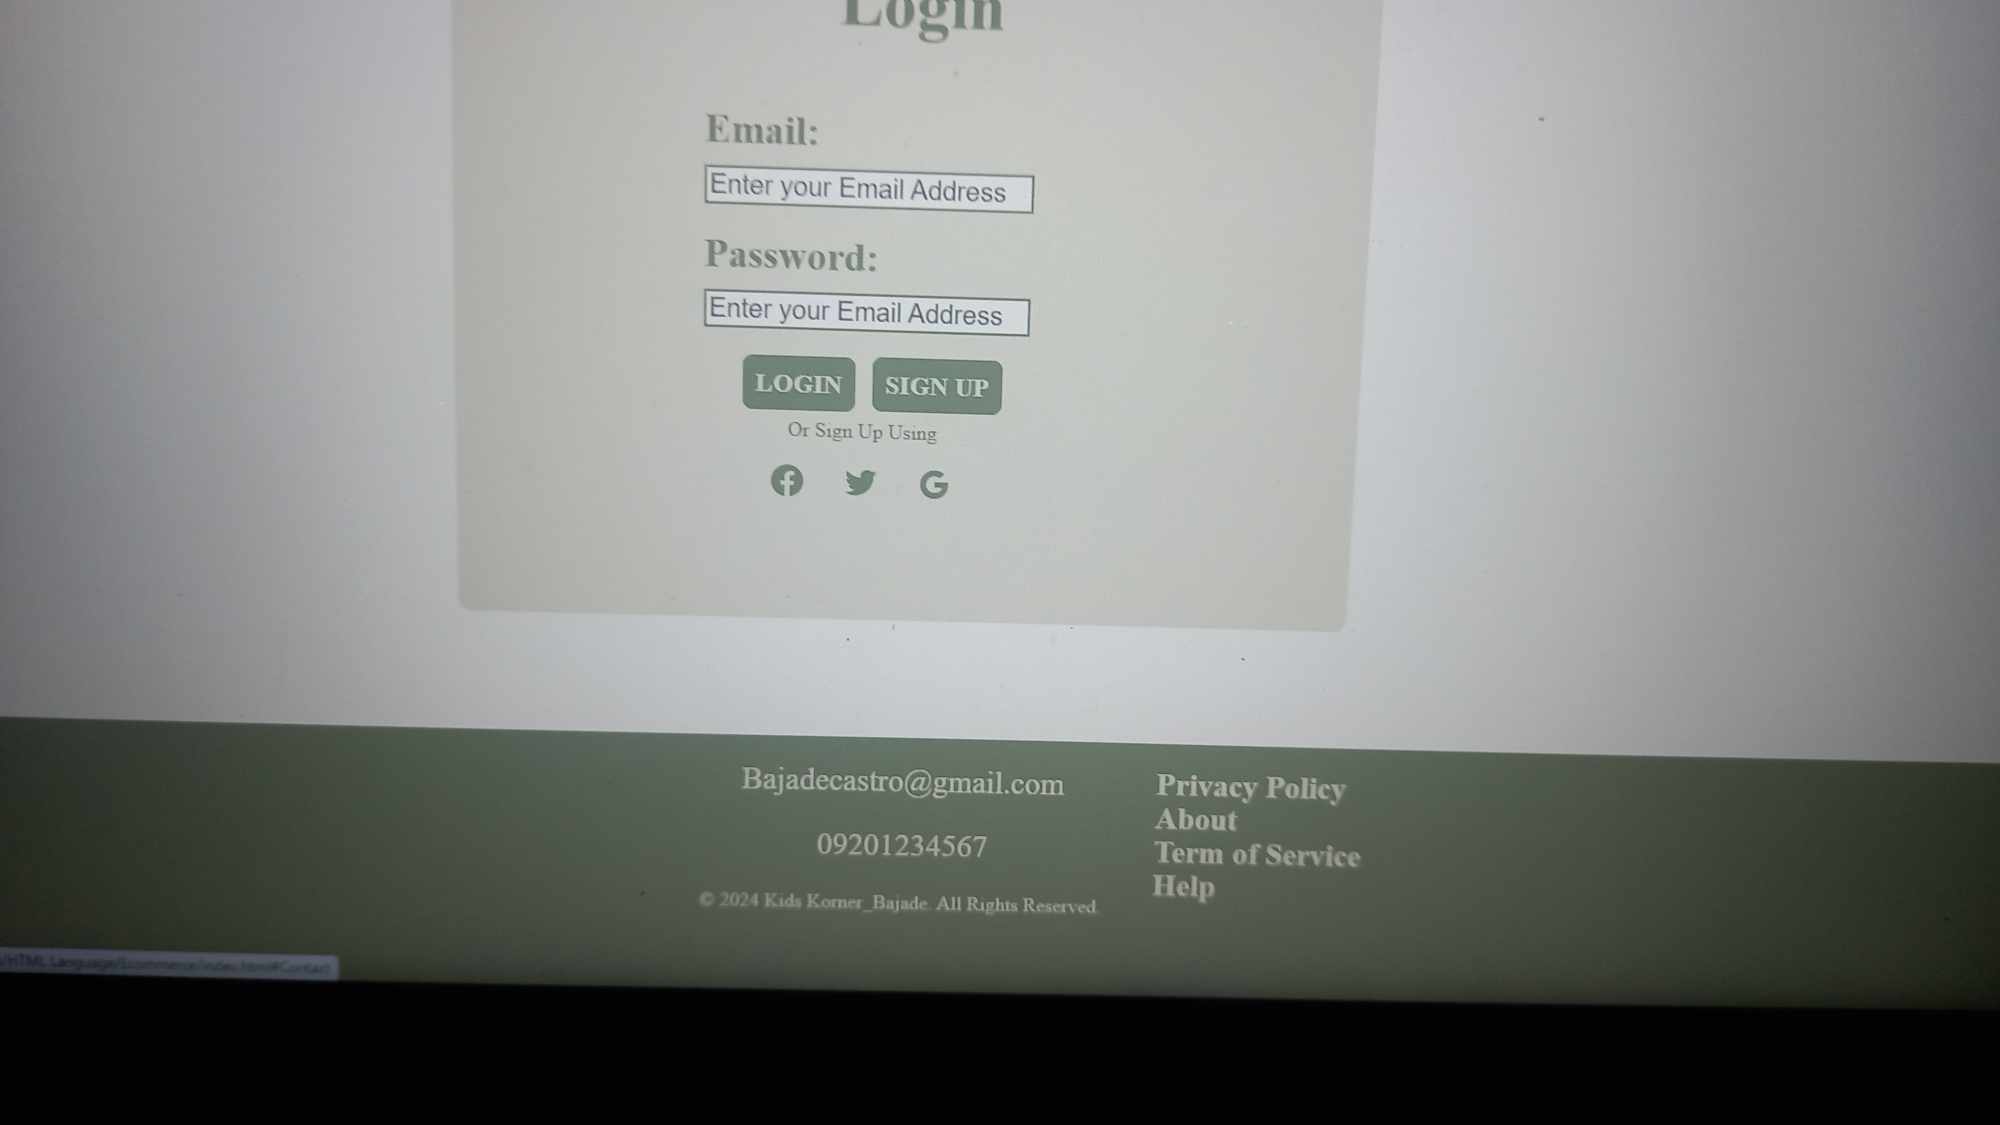 Login
Email:
Enter your Email Address
Password:
Enter your Email Address
LOGIN SIGN UP
Or Sign Up Using
Bajadecastro@gmail.com
09201234567
© 2024 Kids Korner_Bajade. All Rights Reserved.
Privacy Policy
About
Term of Service
Help
/HTML Language/Ecommerce/index.html#Contact